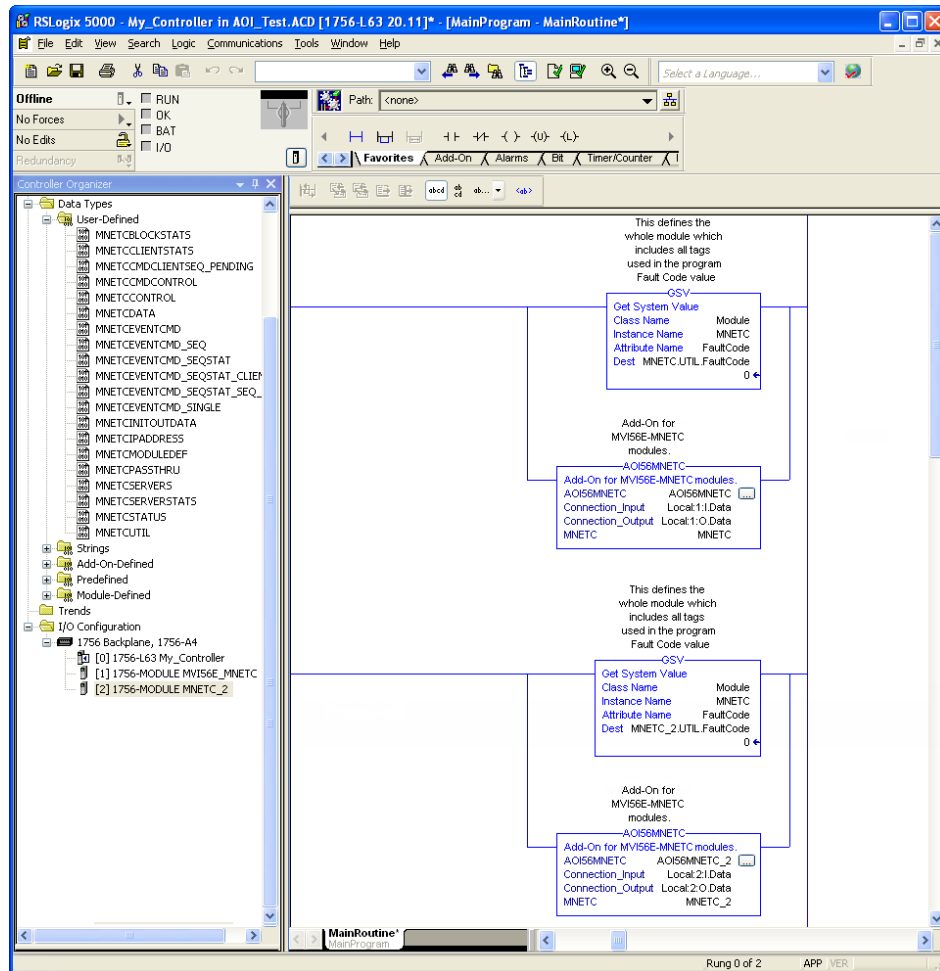 RSLogix 5000 - My_Controller in AOI_Test.ACD [1756-L63 20.11]* - [MainProgram - MainRoutine*]
File Edit View Search Logic Communications Tools Window Help
Select a Language...
Offline
RUN
No Forces
OK
No Edits
BAT
Redundancy
I/O
Path: <none>
Favorites Add-On Alarms Bit Timer/Counter
Controller Organizer
Data Types
User-Defined
MNETCBLOCKSTATS
MNETCCLIENTSTATS
MNETCCMDCLIENTSEQ_PENDING
MNETCCMDCONTROL
MNETCCONTROL
MNETCDATA
MNETCEVENTCMD
MNETCEVENTCMD_SEQ
MNETCEVENTCMD_SEQSTAT
MNETCEVENTCMD_SEQSTAT_CLIEN
MNETCEVENTCMD_SEQSTAT_SEQ_
MNETCEVENTCMD_SINGLE
MNETCINITOUTDATA
MNETCIPADDRESS
MNETCMODULEDEF
MNETCPASSTHRU
MNETCSERVERS
MNETCSERVERSTATS
MNETCSTATUS
MNETCUTIL
Strings
Add-On-Defined
Predefined
Module-Defined
Trends
I/O Configuration
1756 Backplane, 1756-A4
[0] 1756-L63 My_Controller
[1] 1756-MODULE MVI56E_MNETC
[2] 1756-MODULE MNETC_2
abcd
ab cd
ab...
<ab>
This defines the
whole module which
includes all tags
used in the program
Fault Code value
GSV
Get System Value
Class Name Module
Instance Name MNETC
Attribute Name FaultCode
Dest MNETC.UTIL.FaultCode
0
Add-On for
MVI56E-MNETC
modules.
AOI56MNETC
Add-On for MVI56E-MNETC modules.
AOI56MNETC AOI56MNETC ...
Connection_Input Local:1:I.Data
Connection_Output Local:1:O.Data
MNETC MNETC
This defines the
whole module which
includes all tags
used in the program
Fault Code value
GSV
Get System Value
Class Name Module
Instance Name MNETC
Attribute Name FaultCode
Dest MNETC_2.UTIL.FaultCode
0
Add-On for
MVI56E-MNETC
modules.
AOI56MNETC
Add-On for MVI56E-MNETC modules.
AOI56MNETC AOI56MNETC_2 ...
Connection_Input Local:2:I.Data
Connection_Output Local:2:O.Data
MNETC MNETC_2
MainRoutine*
MainProgram
Rung 0 of 2 APP VER